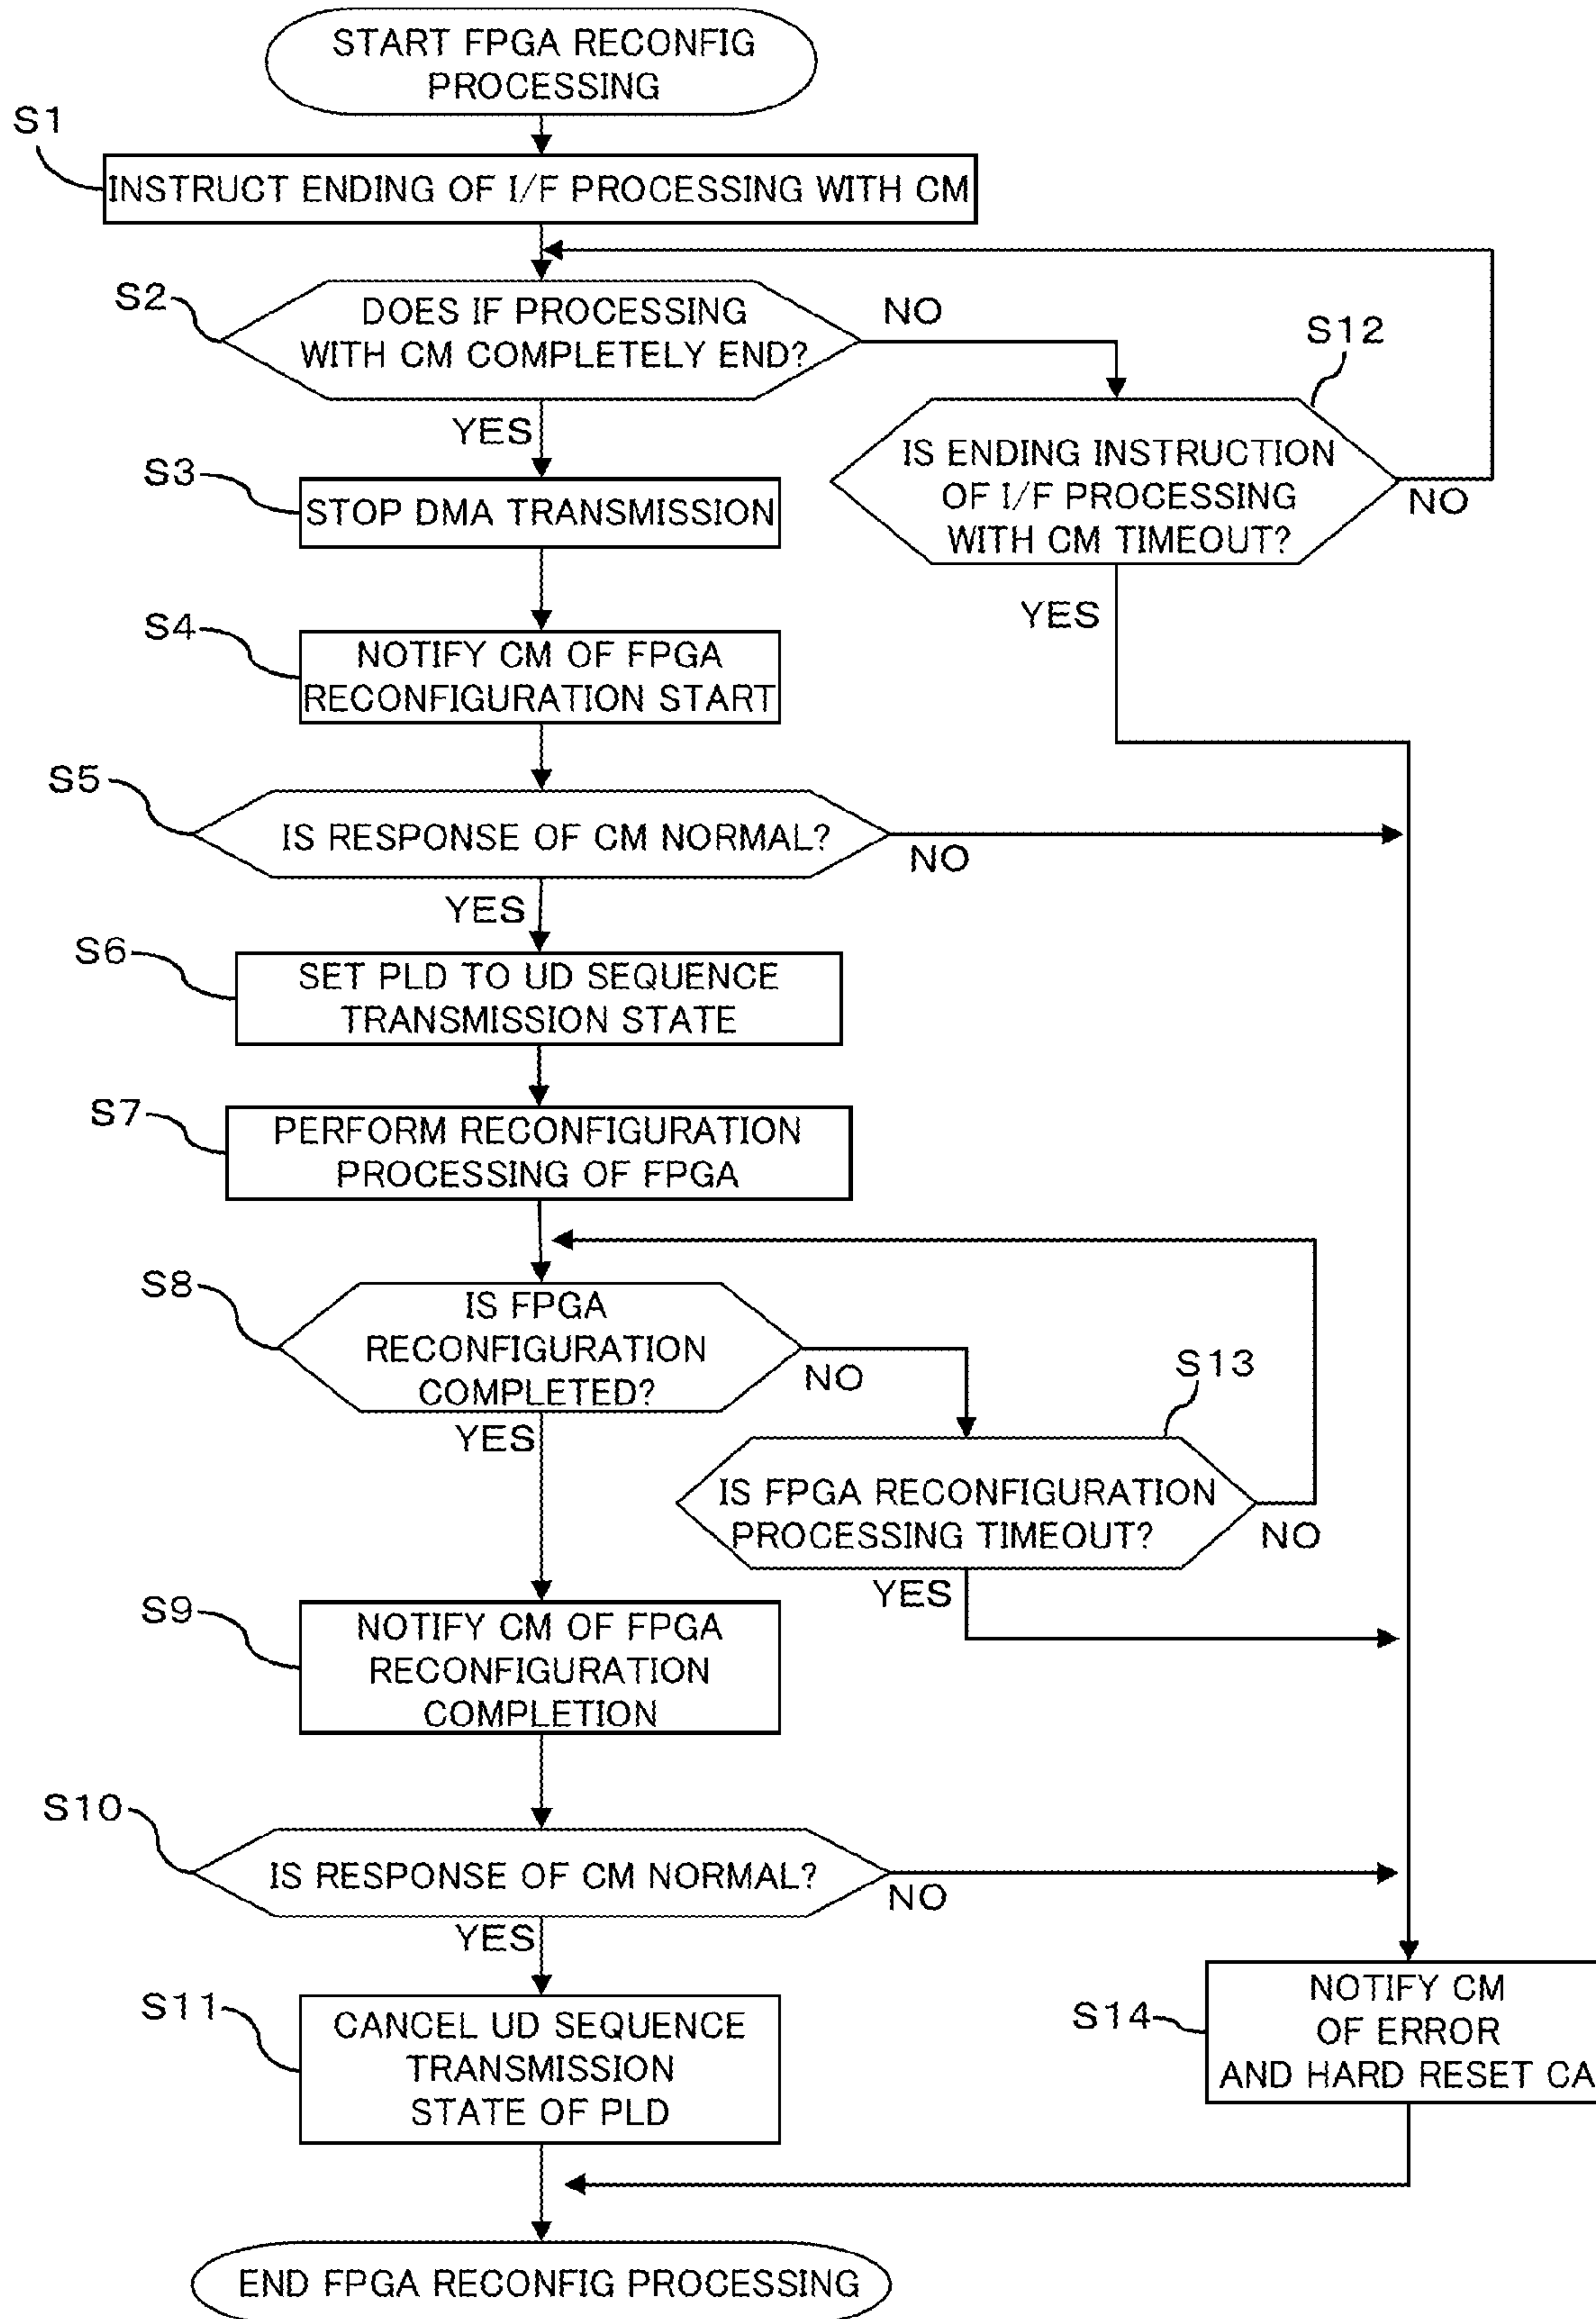 START FPGA RECONFIG
PROCESSING
S1
INSTRUCT ENDING OF I/F PROCESSING WITH CM
S2
DOES IF PROCESSING
WITH CM COMPLETELY END?
NO
YES
S12
IS ENDING INSTRUCTION
OF I/F PROCESSING
WITH CM TIMEOUT?
NO
YES
S3
STOP DMA TRANSMISSION
S4
NOTIFY CM OF FPGA
RECONFIGURATION START
S5
IS RESPONSE OF CM NORMAL?
NO
YES
S6
SET PLD TO UD SEQUENCE
TRANSMISSION STATE
S7
PERFORM RECONFIGURATION
PROCESSING OF FPGA
S8
IS FPGA
RECONFIGURATION
COMPLETED?
NO
YES
S13
IS FPGA RECONFIGURATION
PROCESSING TIMEOUT?
NO
YES
S9
NOTIFY CM OF FPGA
RECONFIGURATION
COMPLETION
S10
IS RESPONSE OF CM NORMAL?
NO
YES
S11
CANCEL UD SEQUENCE
TRANSMISSION
STATE OF PLD
S14
NOTIFY CM
OF ERROR
AND HARD RESET CA
END FPGA RECONFIG PROCESSING